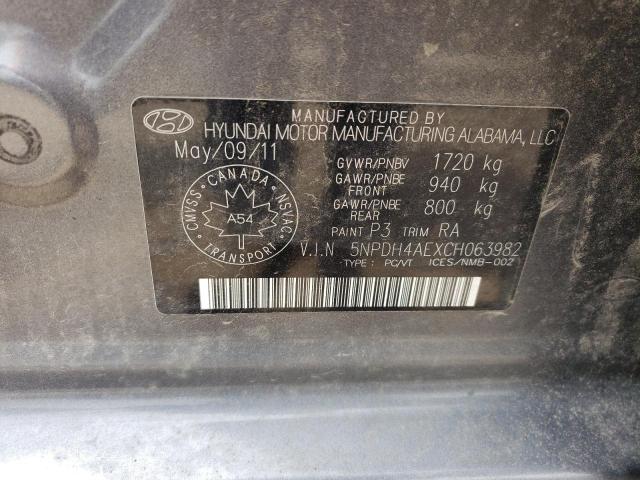 MANUFACTURED BY
HYUNDAI MOTOR MANUFACTURING ALABAMA, LLC
May/09/11
GVWR/PNBV 1720 kg
GAWR/PNBE FRONT 940 kg
GAWR/PNBE REAR 800 kg
PAINT P3 TRIM RA
V.I.N 5NPDH4AEXCH063982
TYPE : PC/VT ICES/NMB-002
CANADA
CMVSS
NSVAC
A54
TRANSPORT